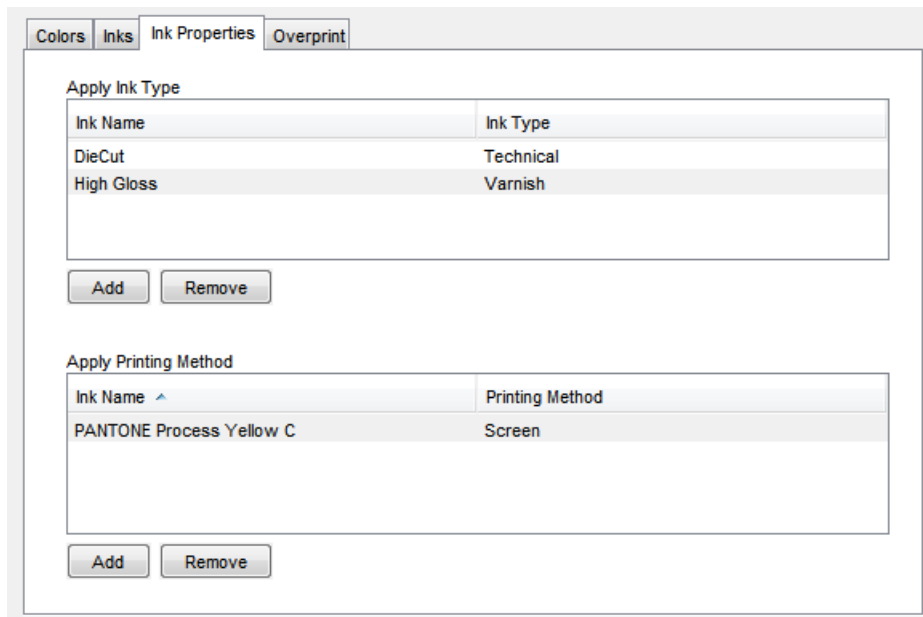 Colors Inks Ink Properties Overprint
Apply Ink Type
Ink Name Ink Type
DieCut Technical
High Gloss Varnish
Add Remove
Apply Printing Method
Ink Name Printing Method
PANTONE Process Yellow C Screen
Add Remove